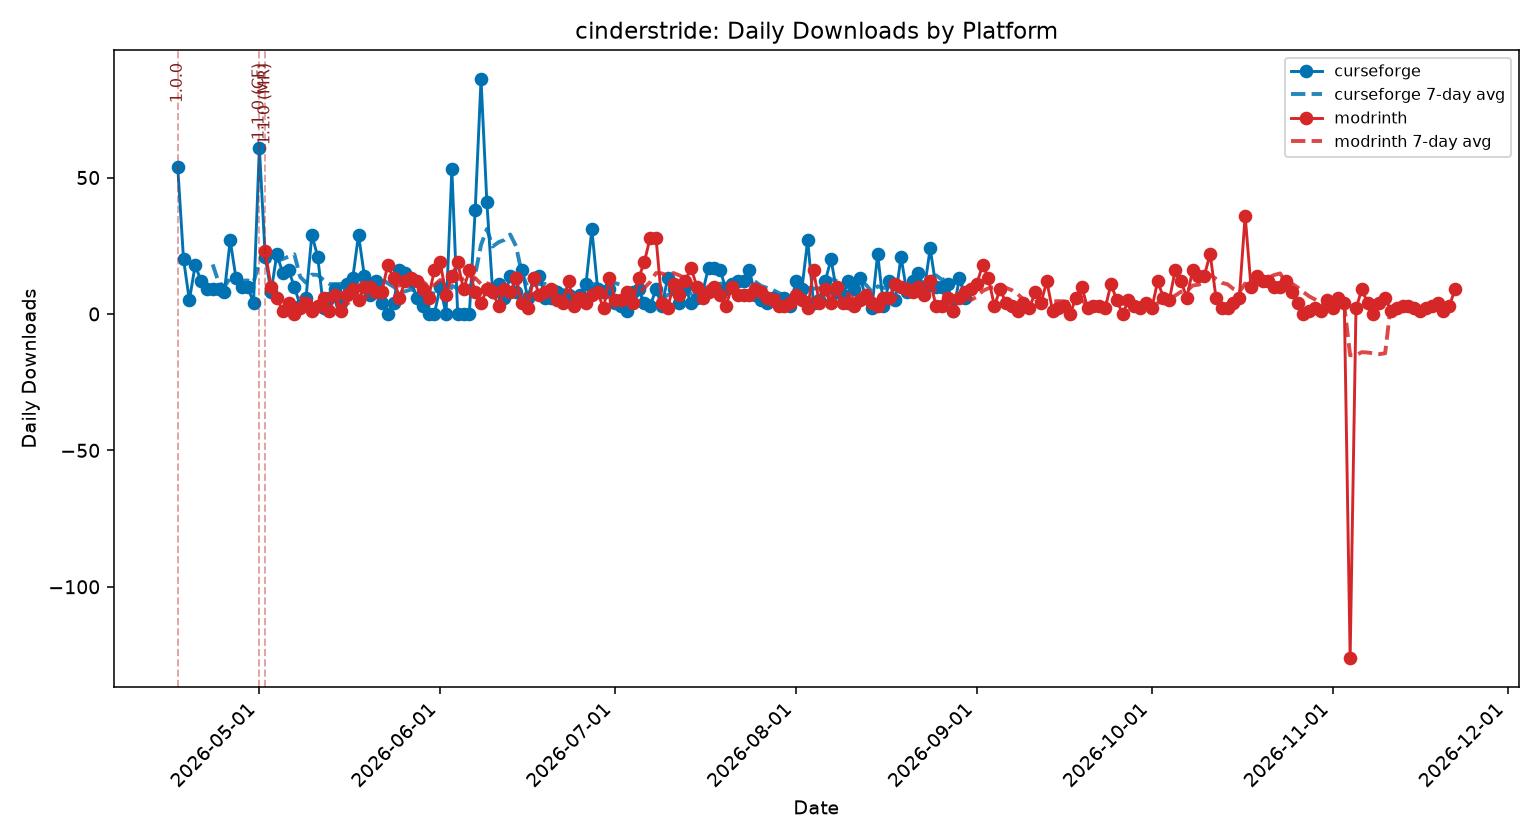 cinderstride: Daily Downloads by Platform
1.0.0
1.1.0 (CF)
1.1.0 (MR)
curseforge
curseforge 7-day avg
modrinth
modrinth 7-day avg
Daily Downloads
50
0
−50
−100
2026-05-01
2026-06-01
2026-07-01
2026-08-01
2026-09-01
2026-10-01
2026-11-01
2026-12-01
Date